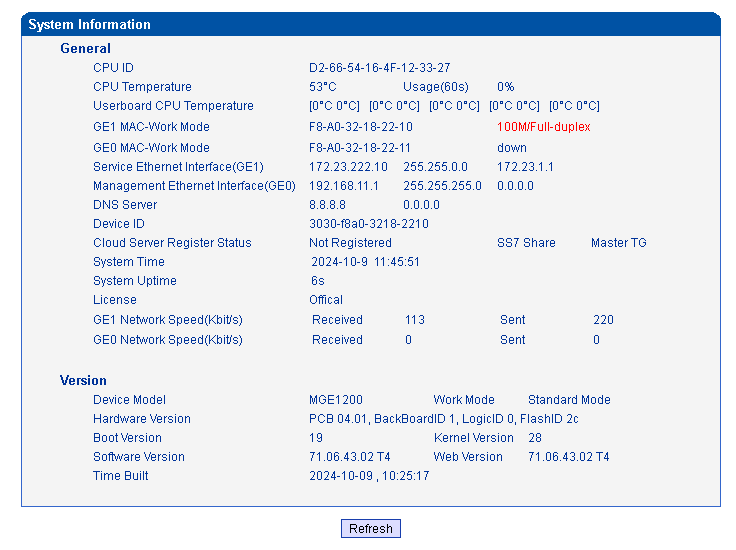 System Information
General
CPU ID D2-66-54-16-4F-12-33-27
CPU Temperature 53°C Usage(60s) 0%
Userboard CPU Temperature [0°C 0°C] [0°C 0°C] [0°C 0°C] [0°C 0°C] [0°C 0°C]
GE1 MAC-Work Mode F8-A0-32-18-22-10 100M/Full-duplex
GE0 MAC-Work Mode F8-A0-32-18-22-11 down
Service Ethernet Interface(GE1) 172.23.222.10 255.255.0.0 172.23.1.1
Management Ethernet Interface(GE0) 192.168.11.1 255.255.255.0 0.0.0.0
DNS Server 8.8.8.8 0.0.0.0
Device ID 3030-f8a0-3218-2210
Cloud Server Register Status Not Registered SS7 Share Master TG
System Time 2024-10-9 11:45:51
System Uptime 6s
License Offical
GE1 Network Speed(Kbit/s) Received 113 Sent 220
GE0 Network Speed(Kbit/s) Received 0 Sent 0
Version
Device Model MGE1200 Work Mode Standard Mode
Hardware Version PCB 04.01, BackBoardID 1, LogicID 0, FlashID 2c
Boot Version 19 Kernel Version 28
Software Version 71.06.43.02 T4 Web Version 71.06.43.02 T4
Time Built 2024-10-09 , 10:25:17
Refresh